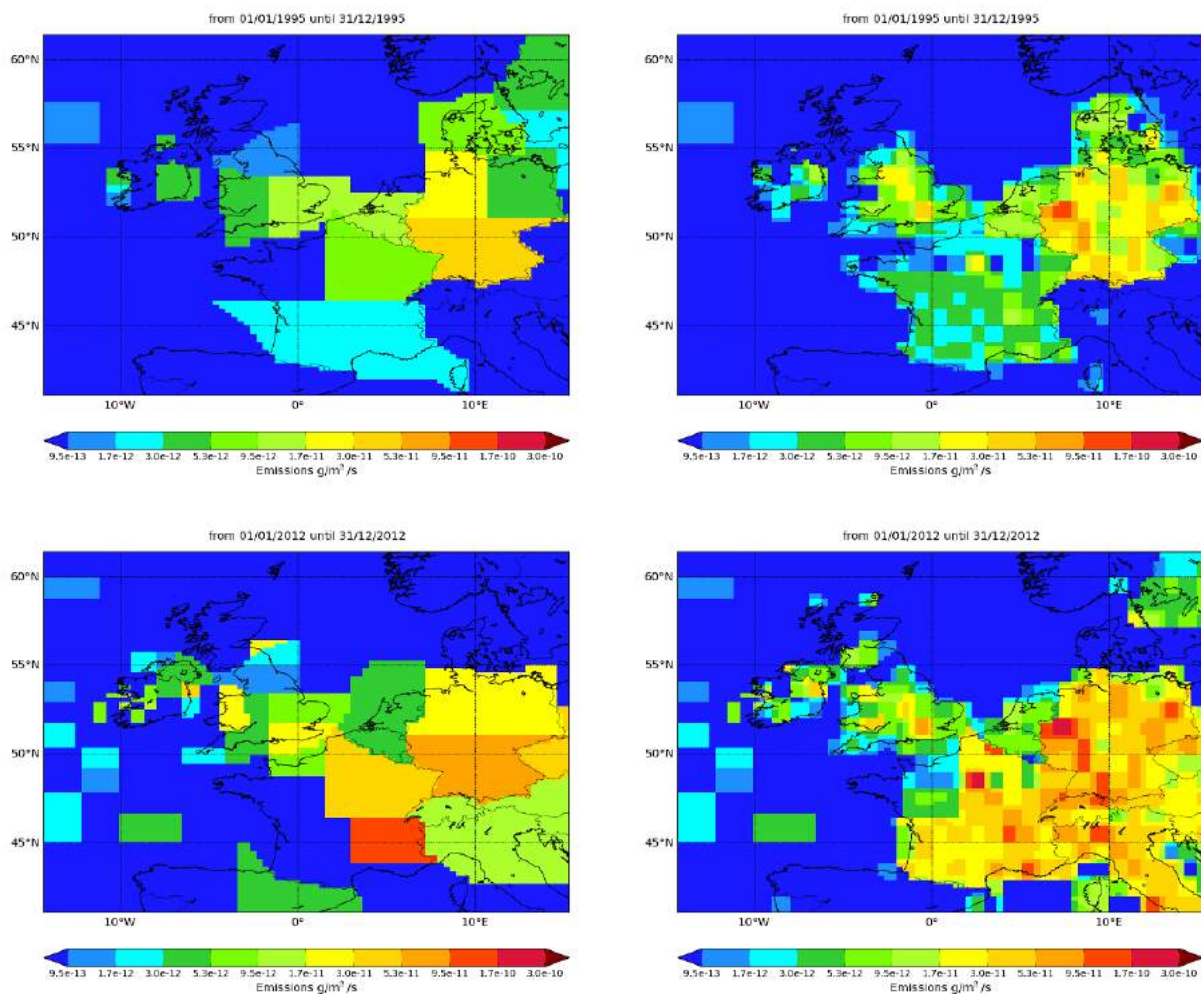 from 01/01/1995 until 31/12/1995
60°N
55°N
50°N
45°N
10°W 0° 10°E
9.5e-13 1.7e-12 3.0e-12 5.3e-12 9.5e-12 1.7e-11 3.0e-11 5.3e-11 9.5e-11 1.7e-10 3.0e-10
Emissions g/m²/s
from 01/01/1995 until 31/12/1995
60°N
55°N
50°N
45°N
10°W 0° 10°E
9.5e-13 1.7e-12 3.0e-12 5.3e-12 9.5e-12 1.7e-11 3.0e-11 5.3e-11 9.5e-11 1.7e-10 3.0e-10
Emissions g/m²/s
from 01/01/2012 until 31/12/2012
60°N
55°N
50°N
45°N
10°W 0° 10°E
9.5e-13 1.7e-12 3.0e-12 5.3e-12 9.5e-12 1.7e-11 3.0e-11 5.3e-11 9.5e-11 1.7e-10 3.0e-10
Emissions g/m²/s
from 01/01/2012 until 31/12/2012
60°N
55°N
50°N
45°N
10°W 0° 10°E
9.5e-13 1.7e-12 3.0e-12 5.3e-12 9.5e-12 1.7e-11 3.0e-11 5.3e-11 9.5e-11 1.7e-10 3.0e-10
Emissions g/m²/s